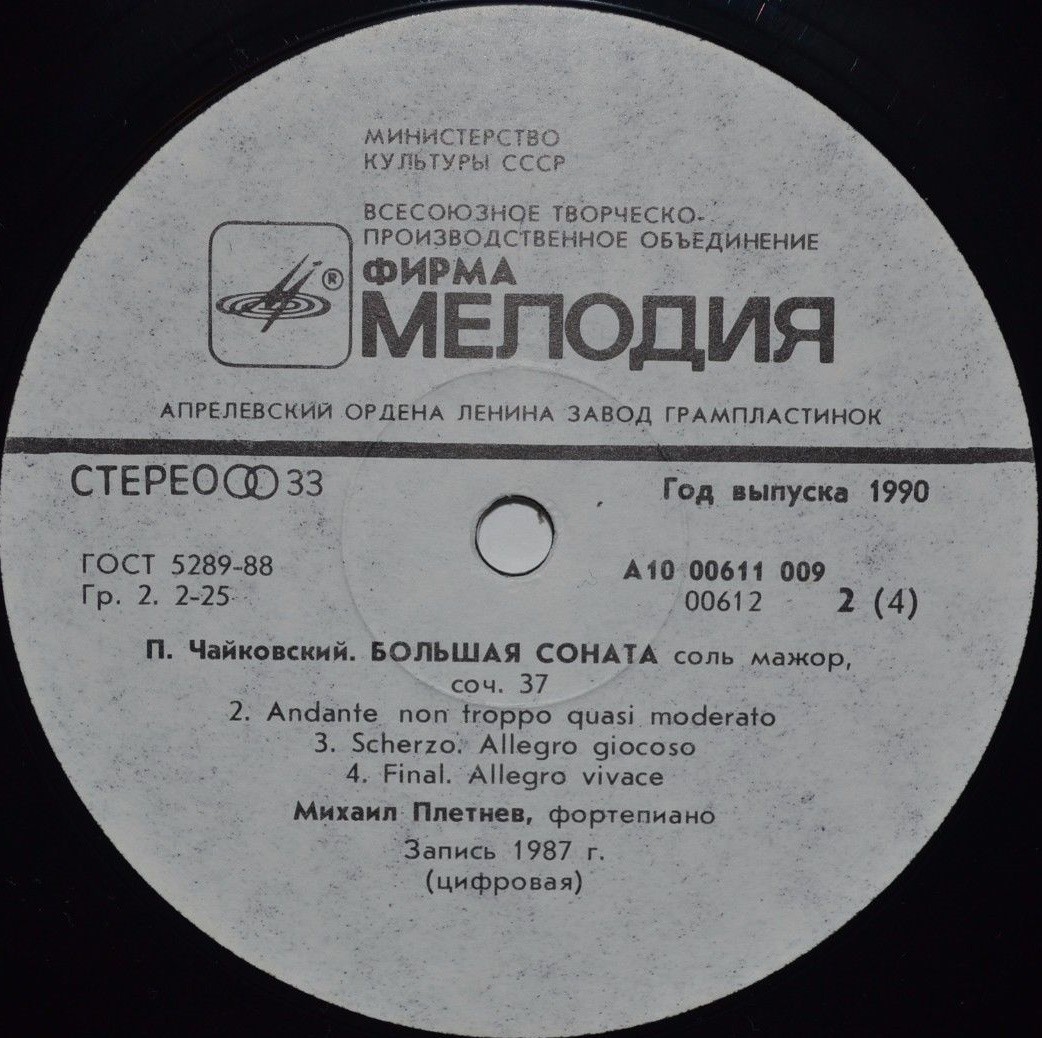 МИНИСТЕРСТВО
КУЛЬТУРЫ СССР
ВСЕСОЮЗНОЕ ТВОРЧЕСКО-
ПРОИЗВОДСТВЕННОЕ ОБЪЕДИНЕНИЕ
®
ФИРМА
МЕЛОДИЯ
АПРЕЛЕВСКИЙ ОРДЕНА ЛЕНИНА ЗАВОД ГРАМПЛАСТИНОК
СТЕРЕО 33
Год выпуска 1990
ГОСТ 5289-88
Гр. 2. 2-25
А10 00611 009
00612 2 (4)
П. Чайковский. БОЛЬШАЯ СОНАТА соль мажор,
соч. 37
2. Andante non troppo quasi moderato
3. Scherzo. Allegro giocoso
4. Final. Allegro vivace
Михаил Плетнев, фортепиано
Запись 1987 г.
(цифровая)